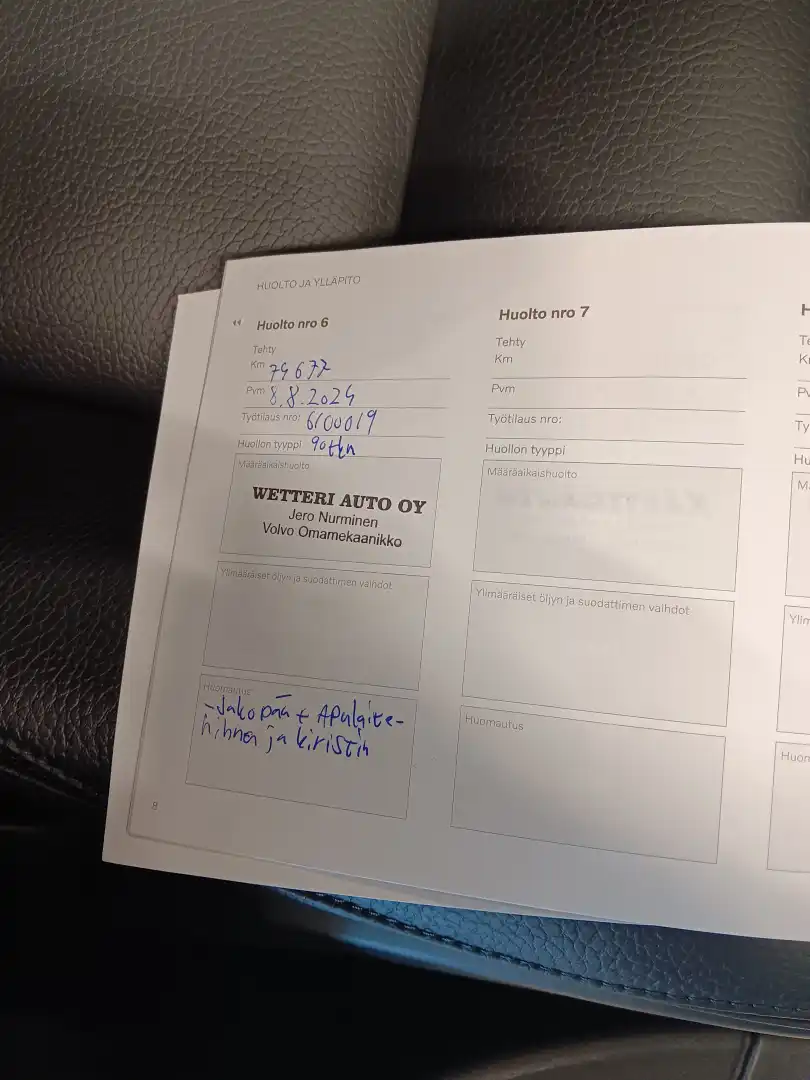 HUOLTO JA YLLÄPITO
Huolto nro 6
Tehty
Km 79677
Pvm 8.8.2024
Työtilaus nro: 6100019
Huollon tyyppi 90tkm
Määräaikaishuolto
WETTERI AUTO OY
Jero Nurminen
Volvo Omamekaanikko
Ylimääräiset öljyn ja suodattimen vaihdot
Huomautus
-Jakopää + Apulaite-
hihna ja kiristin
8
Huolto nro 7
Tehty
Km
Pvm
Työtilaus nro:
Huollon tyyppi
Määräaikaishuolto
Ylimääräiset öljyn ja suodattimen vaihdot
Huomautus